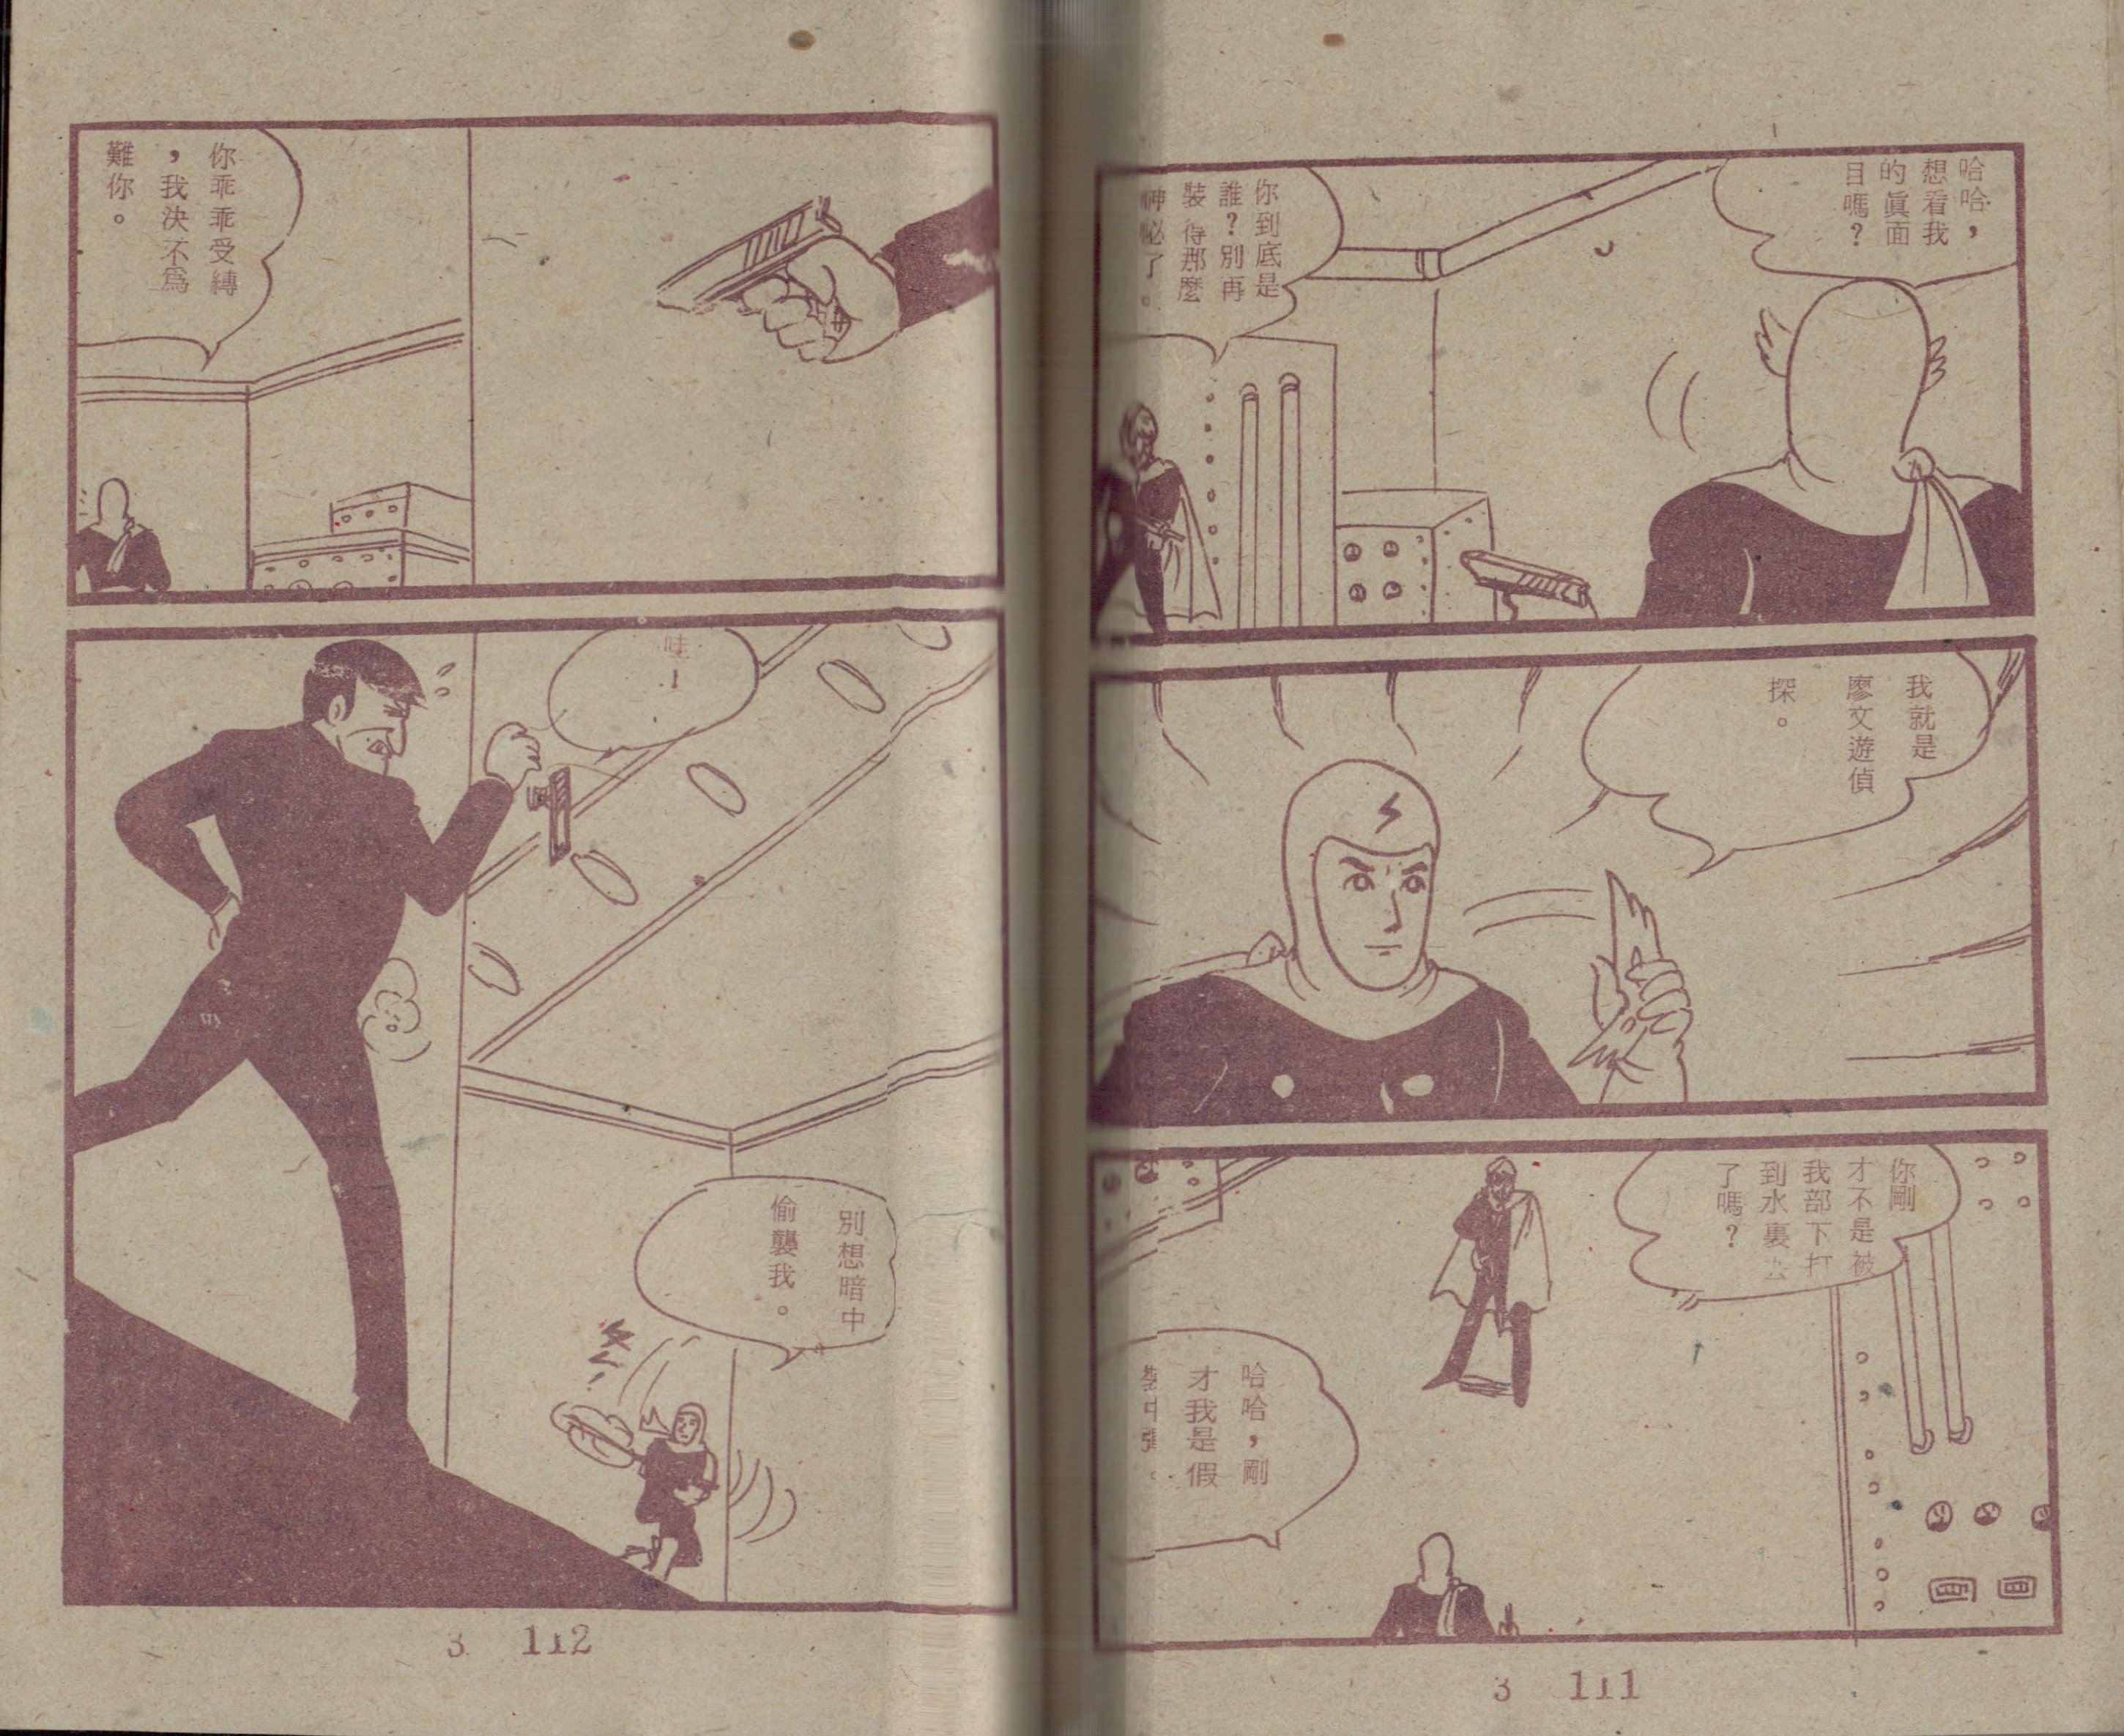 哈哈，
想看我
的眞面
目嗎？
你到底是
誰？別再
裝得那麼
神必了。
我就是
廖文遊偵
探。
你剛
才不是被
我部下打
到水裏去
了嗎？
哈哈，剛
才我是假
裝中彈。
3 111
你乖乖受縛
，我決不爲
難你。
哇！
別想暗中
偷襲我。
3 112